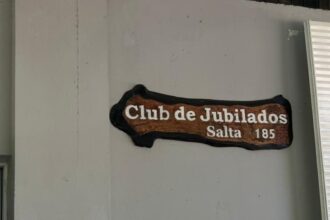 Club de Jubilados
Salta 185